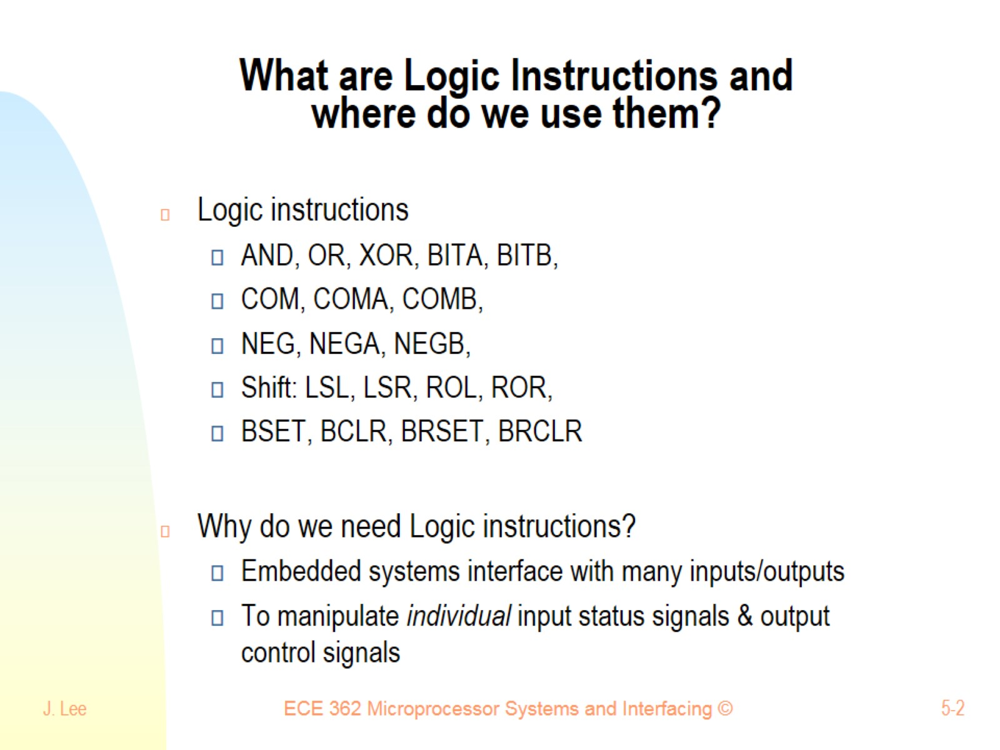 What are Logic Instructions and
where do we use them?
Logic instructions
AND, OR, XOR, BITA, BITB,
COM, COMA, COMB,
NEG, NEGA, NEGB,
Shift: LSL, LSR, ROL, ROR,
BSET, BCLR, BRSET, BRCLR
Why do we need Logic instructions?
Embedded systems interface with many inputs/outputs
To manipulate individual input status signals & output
control signals
J. Lee
ECE 362 Microprocessor Systems and Interfacing ©
5-2